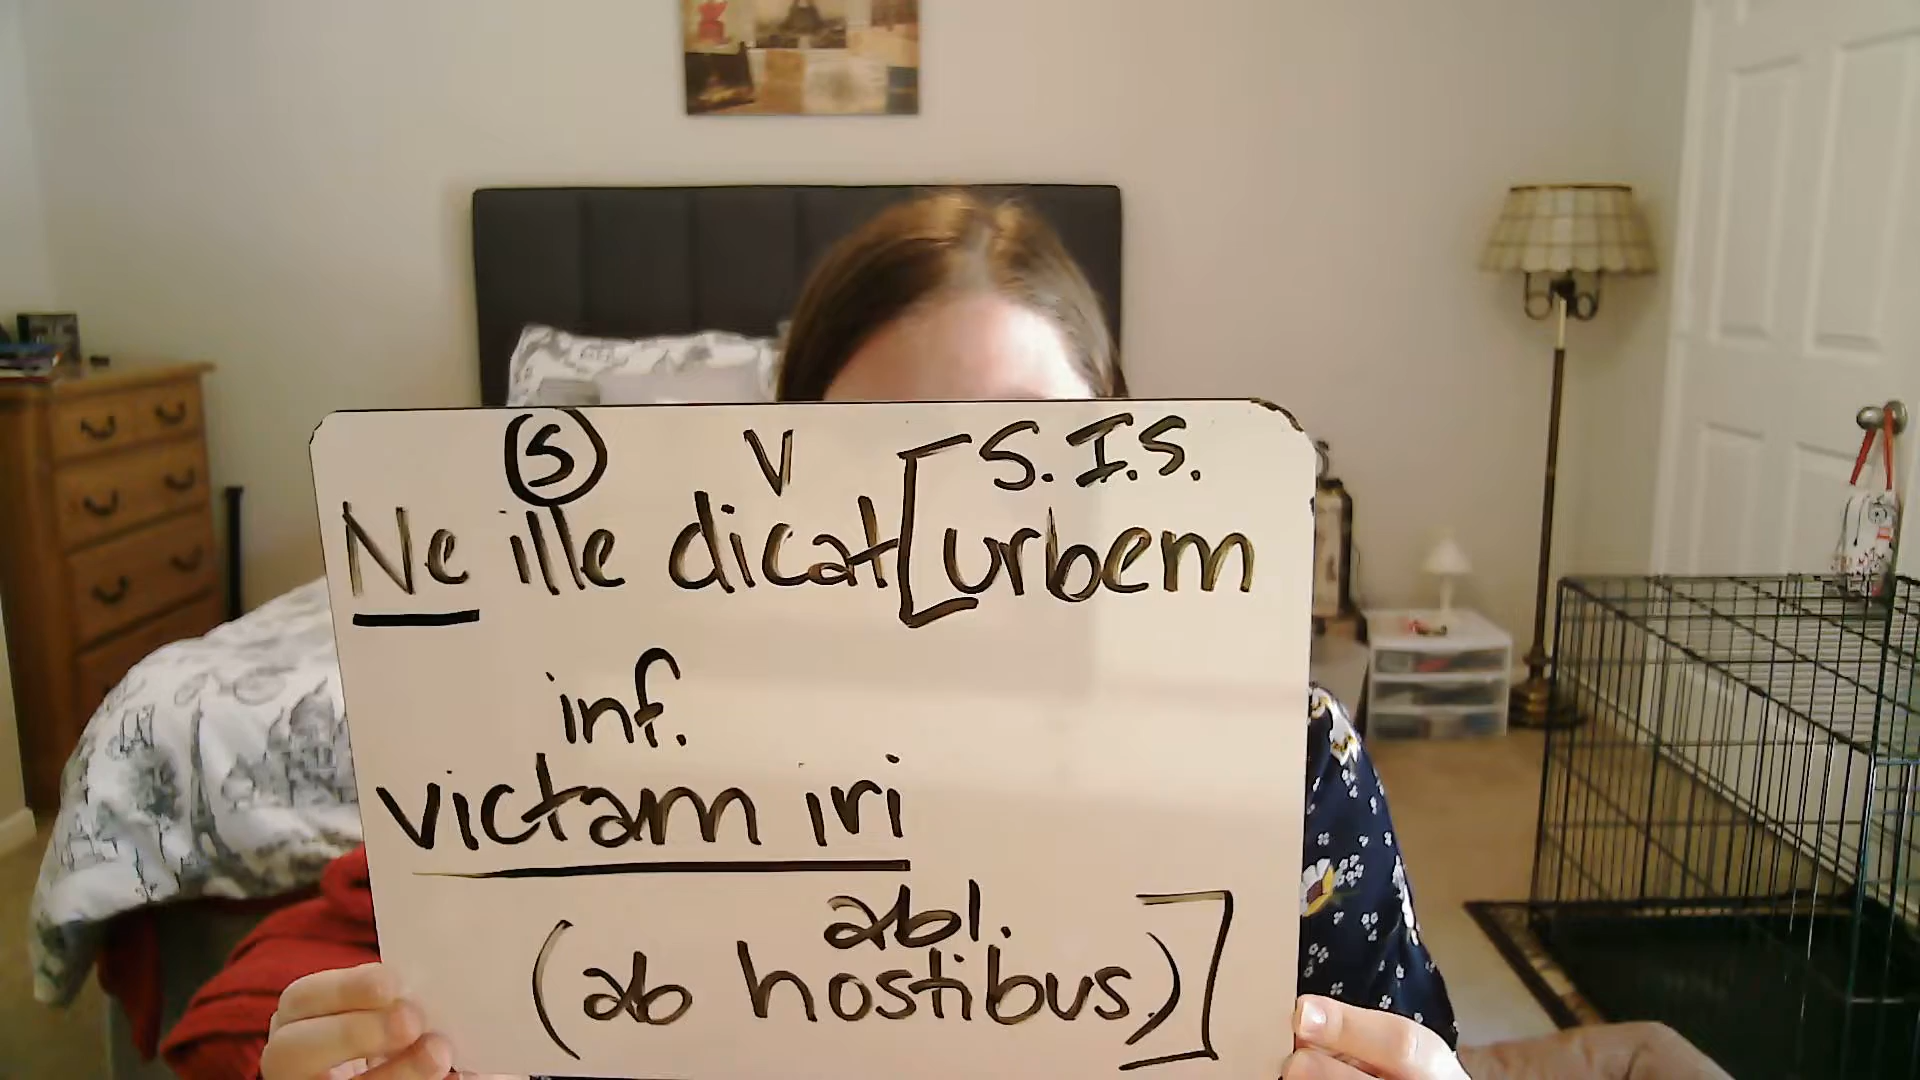 S V S.I.S.
Ne ille dicat [urbem
inf.
victam iri
abl.
(ab hostibus)]